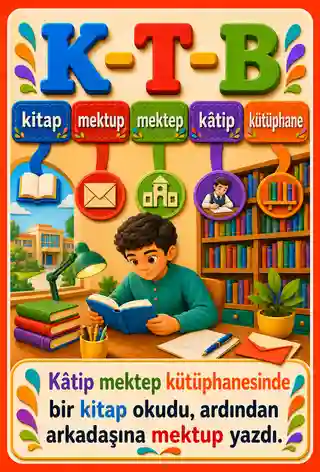 K-T-B
kitap mektup mektep kâtip kütüphane
Kâtip mektep kütüphanesinde
bir kitap okudu, ardından
arkadaşına mektup yazdı.